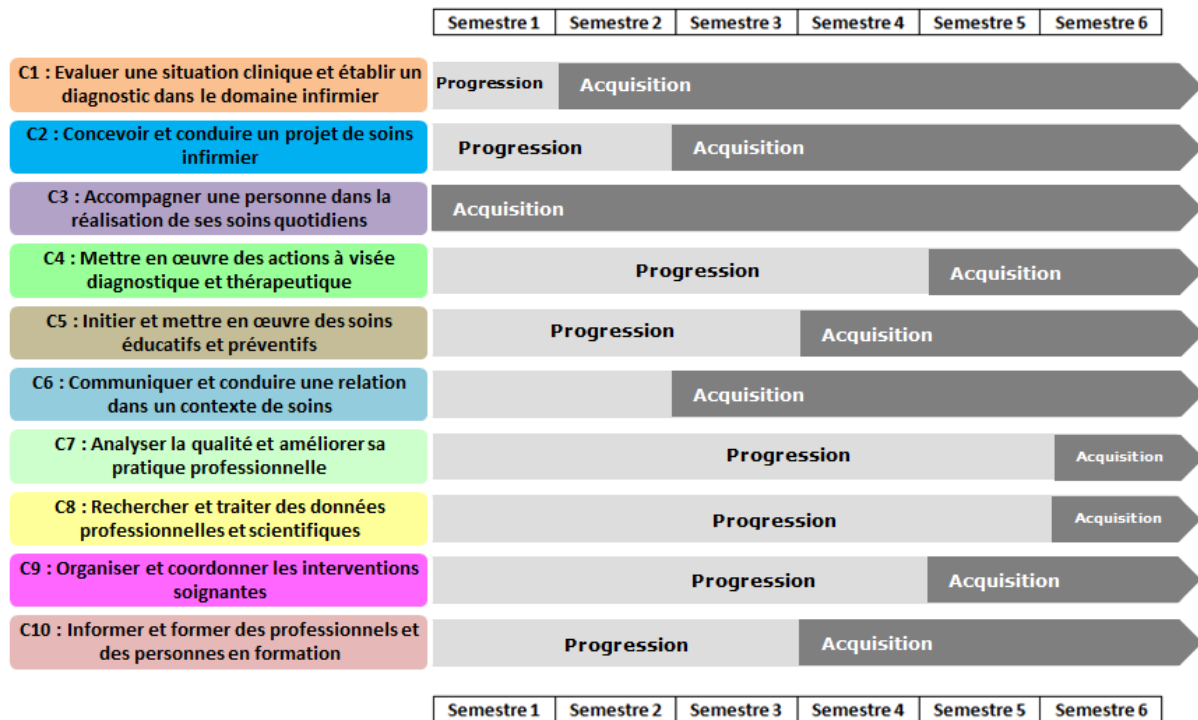 Semestre 1 Semestre 2 Semestre 3 Semestre 4 Semestre 5 Semestre 6
C1 : Evaluer une situation clinique et établir un
diagnostic dans le domaine infirmier
Progression Acquisition
C2 : Concevoir et conduire un projet de soins
infirmier
Progression Acquisition
C3 : Accompagner une personne dans la
réalisation de ses soins quotidiens
Acquisition
C4 : Mettre en œuvre des actions à visée
diagnostique et thérapeutique
Progression Acquisition
C5 : Initier et mettre en œuvre des soins
éducatifs et préventifs
Progression Acquisition
C6 : Communiquer et conduire une relation
dans un contexte de soins
Acquisition
C7 : Analyser la qualité et améliorer sa
pratique professionnelle
Progression Acquisition
C8 : Rechercher et traiter des données
professionnelles et scientifiques
Progression Acquisition
C9 : Organiser et coordonner les interventions
soignantes
Progression Acquisition
C10 : Informer et former des professionnels et
des personnes en formation
Progression Acquisition
Semestre 1 Semestre 2 Semestre 3 Semestre 4 Semestre 5 Semestre 6